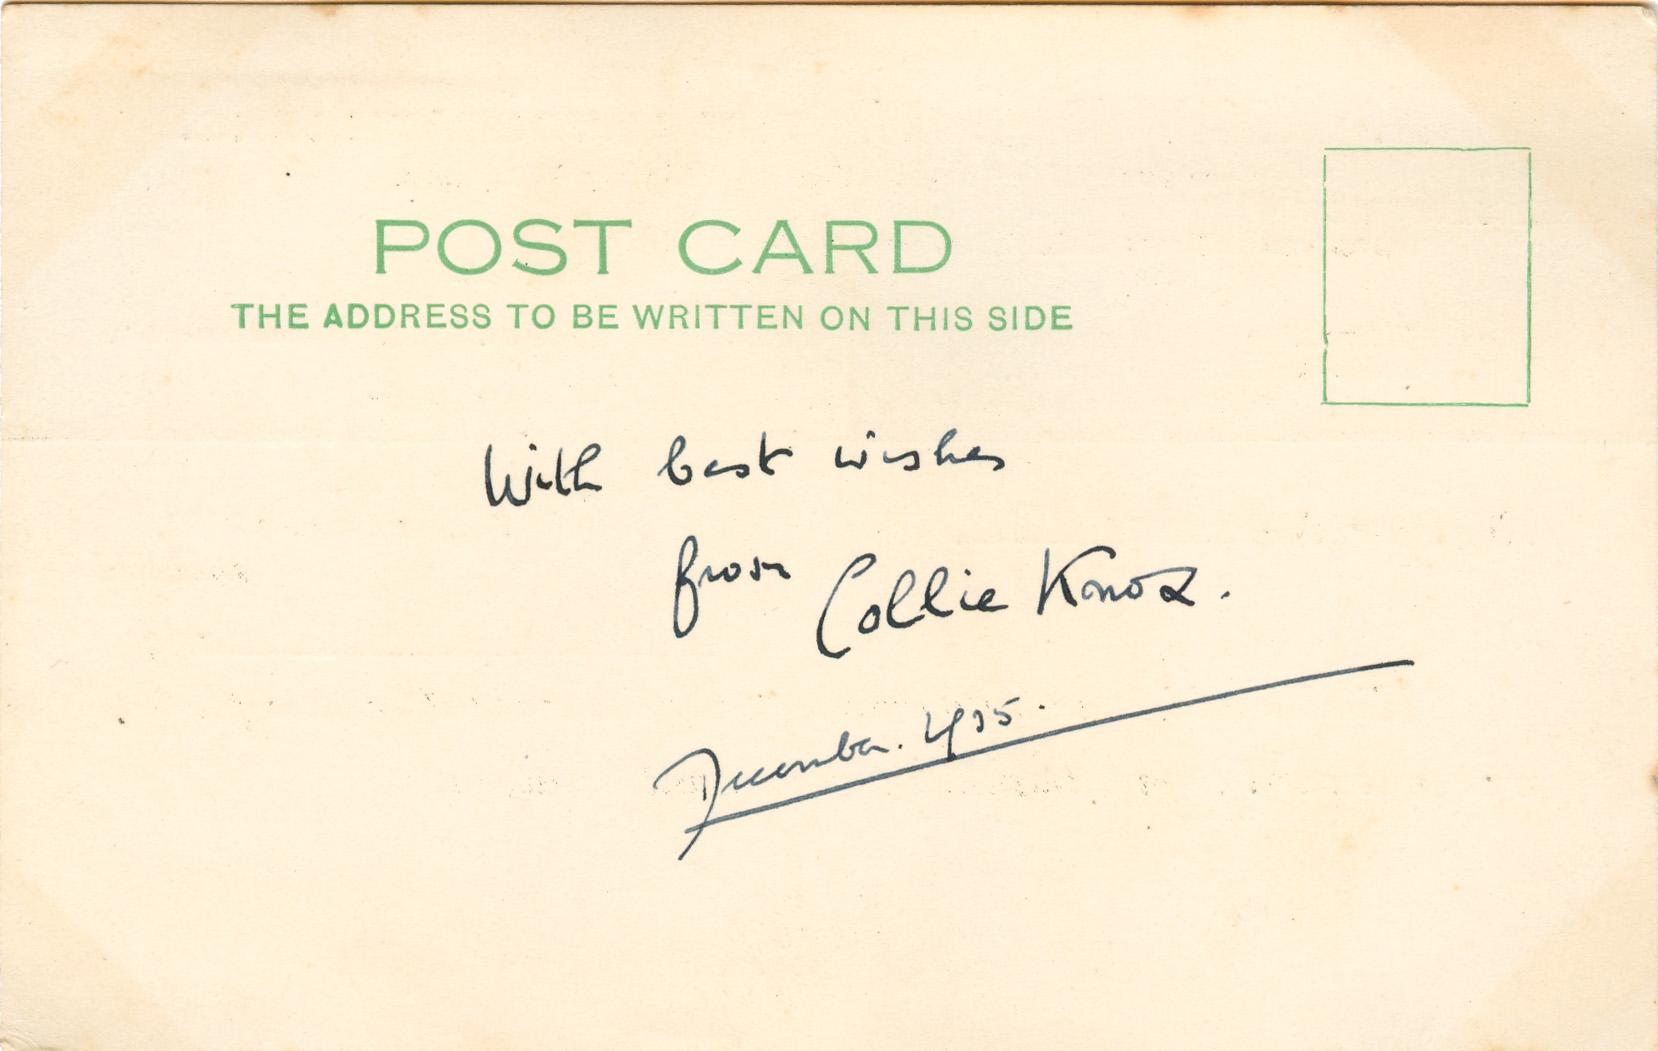 POST CARD
THE ADDRESS TO BE WRITTEN ON THIS SIDE
With best wishes
from Collie Knox.
December. 1935.